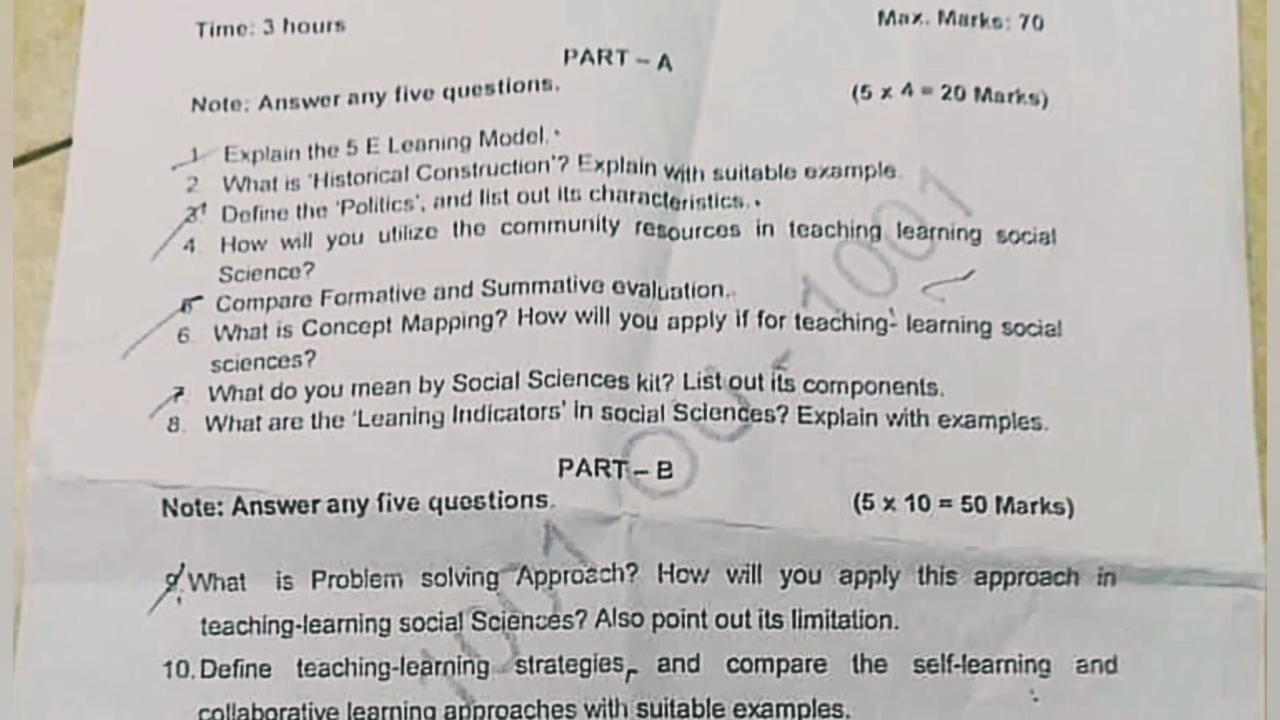 Time: 3 hours
Max. Marks: 70
PART – A
Note: Answer any five questions.
(5 x 4 = 20 Marks)
1 Explain the 5 E Leaning Model.
2 What is 'Historical Construction'? Explain with suitable example.
3 Define the 'Politics', and list out its characteristics.
4 How will you utilize the community resources in teaching learning social
Science?
5 Compare Formative and Summative evaluation.
6 What is Concept Mapping? How will you apply if for teaching- learning social
sciences?
7 What do you mean by Social Sciences kit? List out its components.
8. What are the 'Leaning Indicators' in social Sciences? Explain with examples.
PART – B
Note: Answer any five questions.
(5 x 10 = 50 Marks)
9. What is Problem solving Approach? How will you apply this approach in
teaching-learning social Sciences? Also point out its limitation.
10. Define teaching-learning strategies, and compare the self-learning and
collaborative learning approaches with suitable examples.
1001 OU - 1001